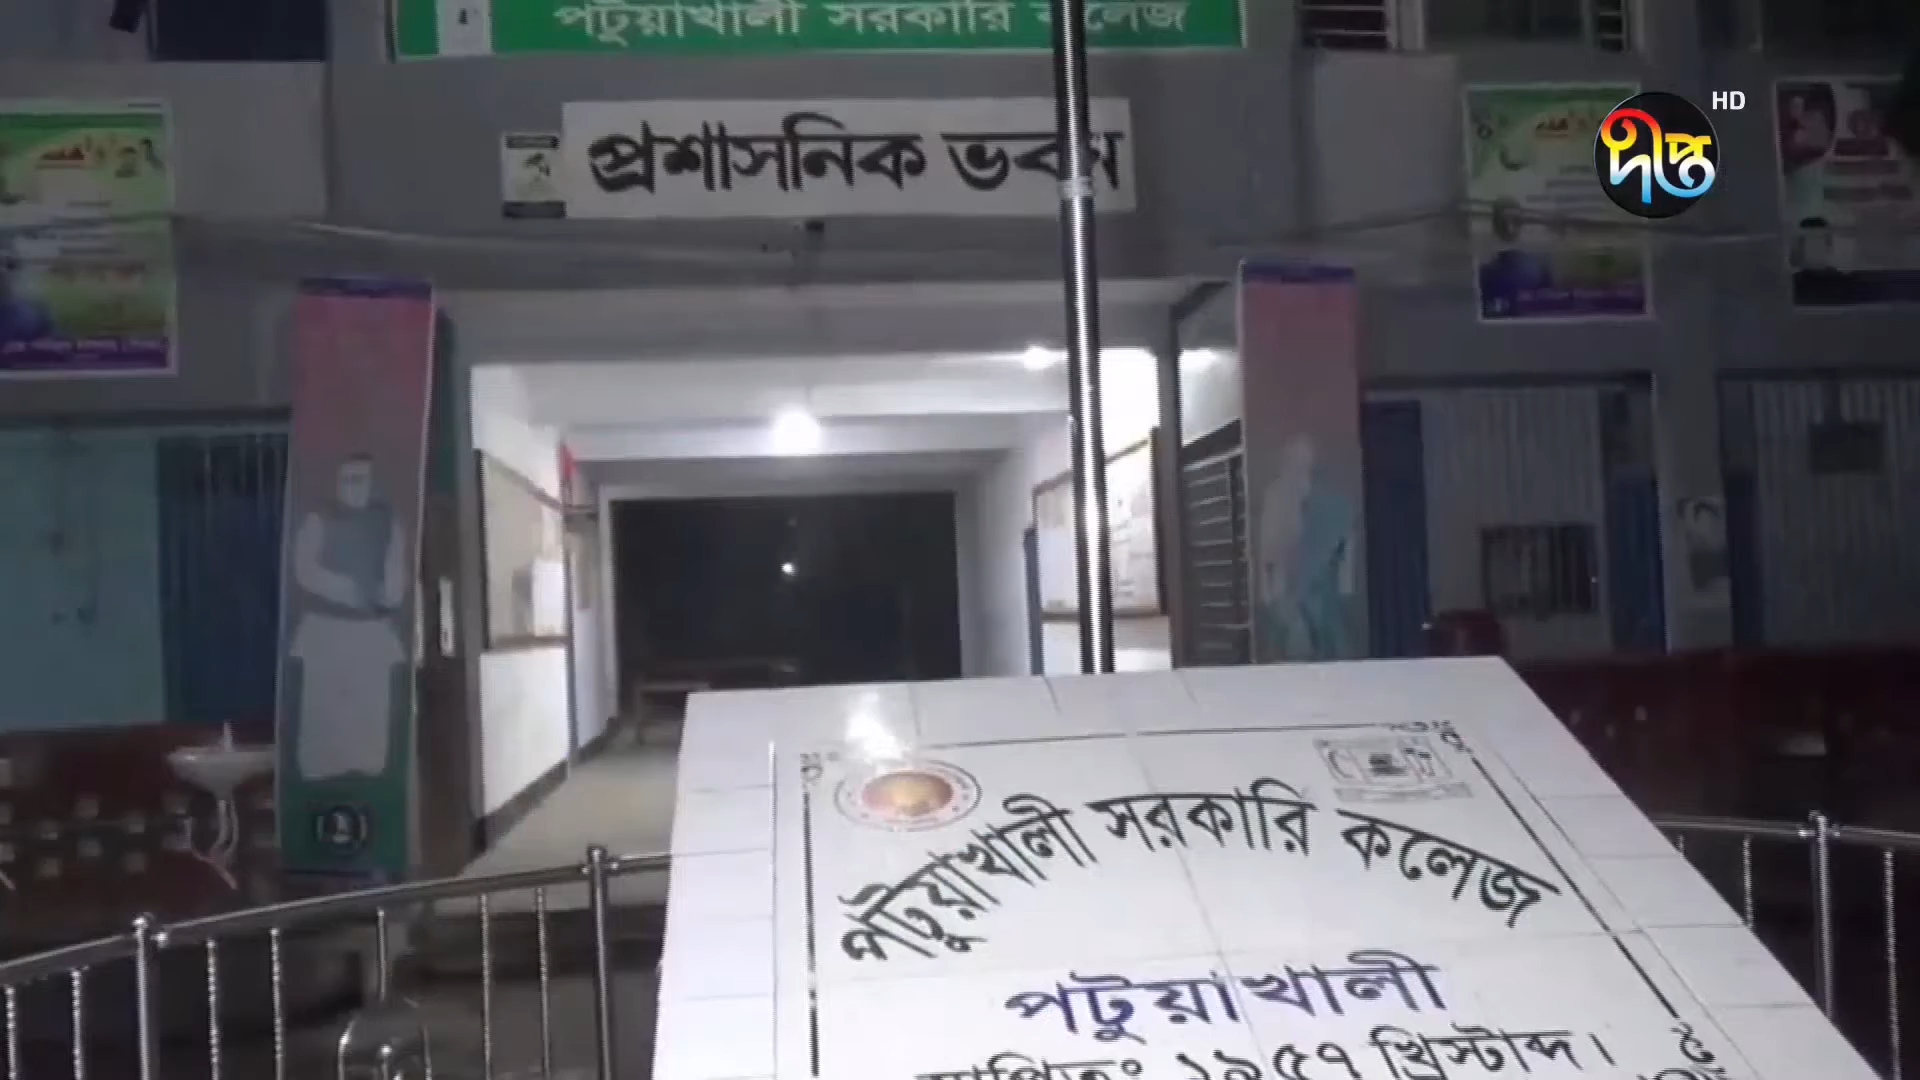 পটুয়াখালী সরকারি কলেজ
প্রশাসনিক ভবন
দীপ্ত HD
পটুয়াখালী সরকারি কলেজ
পটুয়াখালী
স্থাপিতঃ ১৯৫৭ খ্রিস্টাব্দ।